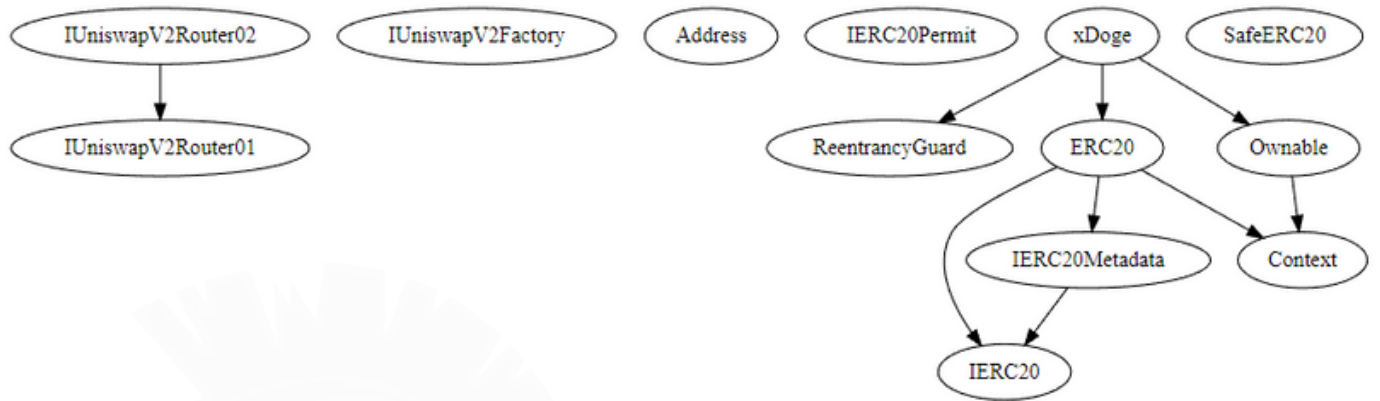 IUniswapV2Router02
IUniswapV2Factory
Address
IERC20Permit
xDoge
SafeERC20
IUniswapV2Router01
ReentrancyGuard
ERC20
Ownable
IERC20Metadata
Context
IERC20